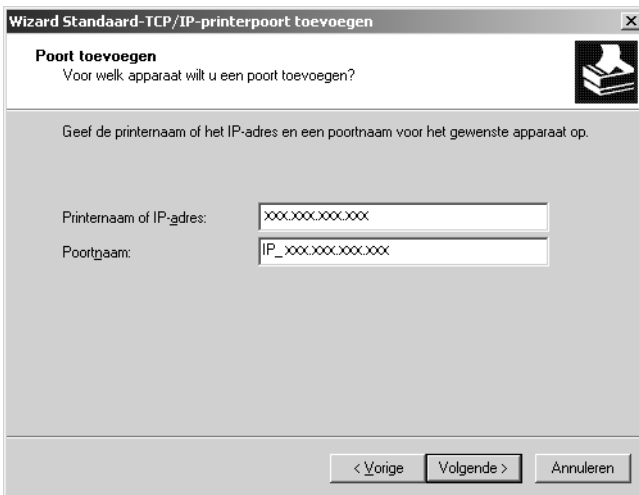 Wizard Standaard-TCP/IP-printerpoort toevoegen
Poort toevoegen
Voor welk apparaat wilt u een poort toevoegen?
Geef de printernaam of het IP-adres en een poortnaam voor het gewenste apparaat op.
Printernaam of IP-adres: xxx.xxx.xxx.xxx
Poortnaam: IP_xxx.xxx.xxx.xxx
< Vorige Volgende > Annuleren